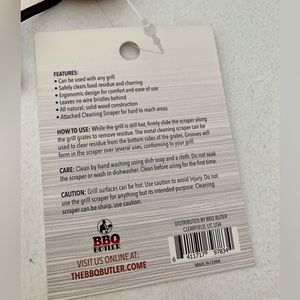 FEATURES:
• Can be used with any grill
• Safely clears food residue and charring
• Ergonomic design for comfort and ease of use
• Leaves no wire bristles behind
• All natural, solid wood construction
• Attached Cleaning Scraper for hard to reach areas
HOW TO USE: While the grill is still hot, firmly slide the scraper along
the grill grates to remove residue. The metal cleaning scraper can be
used to clear residue from the bottom sides of the grates. Grooves will
form in the scraper over several uses, conforming to your grill.
CARE: Clean by hand washing using dish soap and a cloth. Do not soak
the scraper or wash in dishwasher. Clean before using for the first time.
CAUTION: Grill surfaces can be hot. Use caution to avoid injury. Do not
use the grill scraper for anything but its intended purpose. Cleaning
scraper can be sharp, use caution.
BBQ
BUTLER
VISIT US ONLINE AT:
THEBBQBUTLER.COM
DISTRIBUTED BY BBQ BUTLER
CLEARFIELD, UT, USA
6 411717 97834
MADE IN CHINA